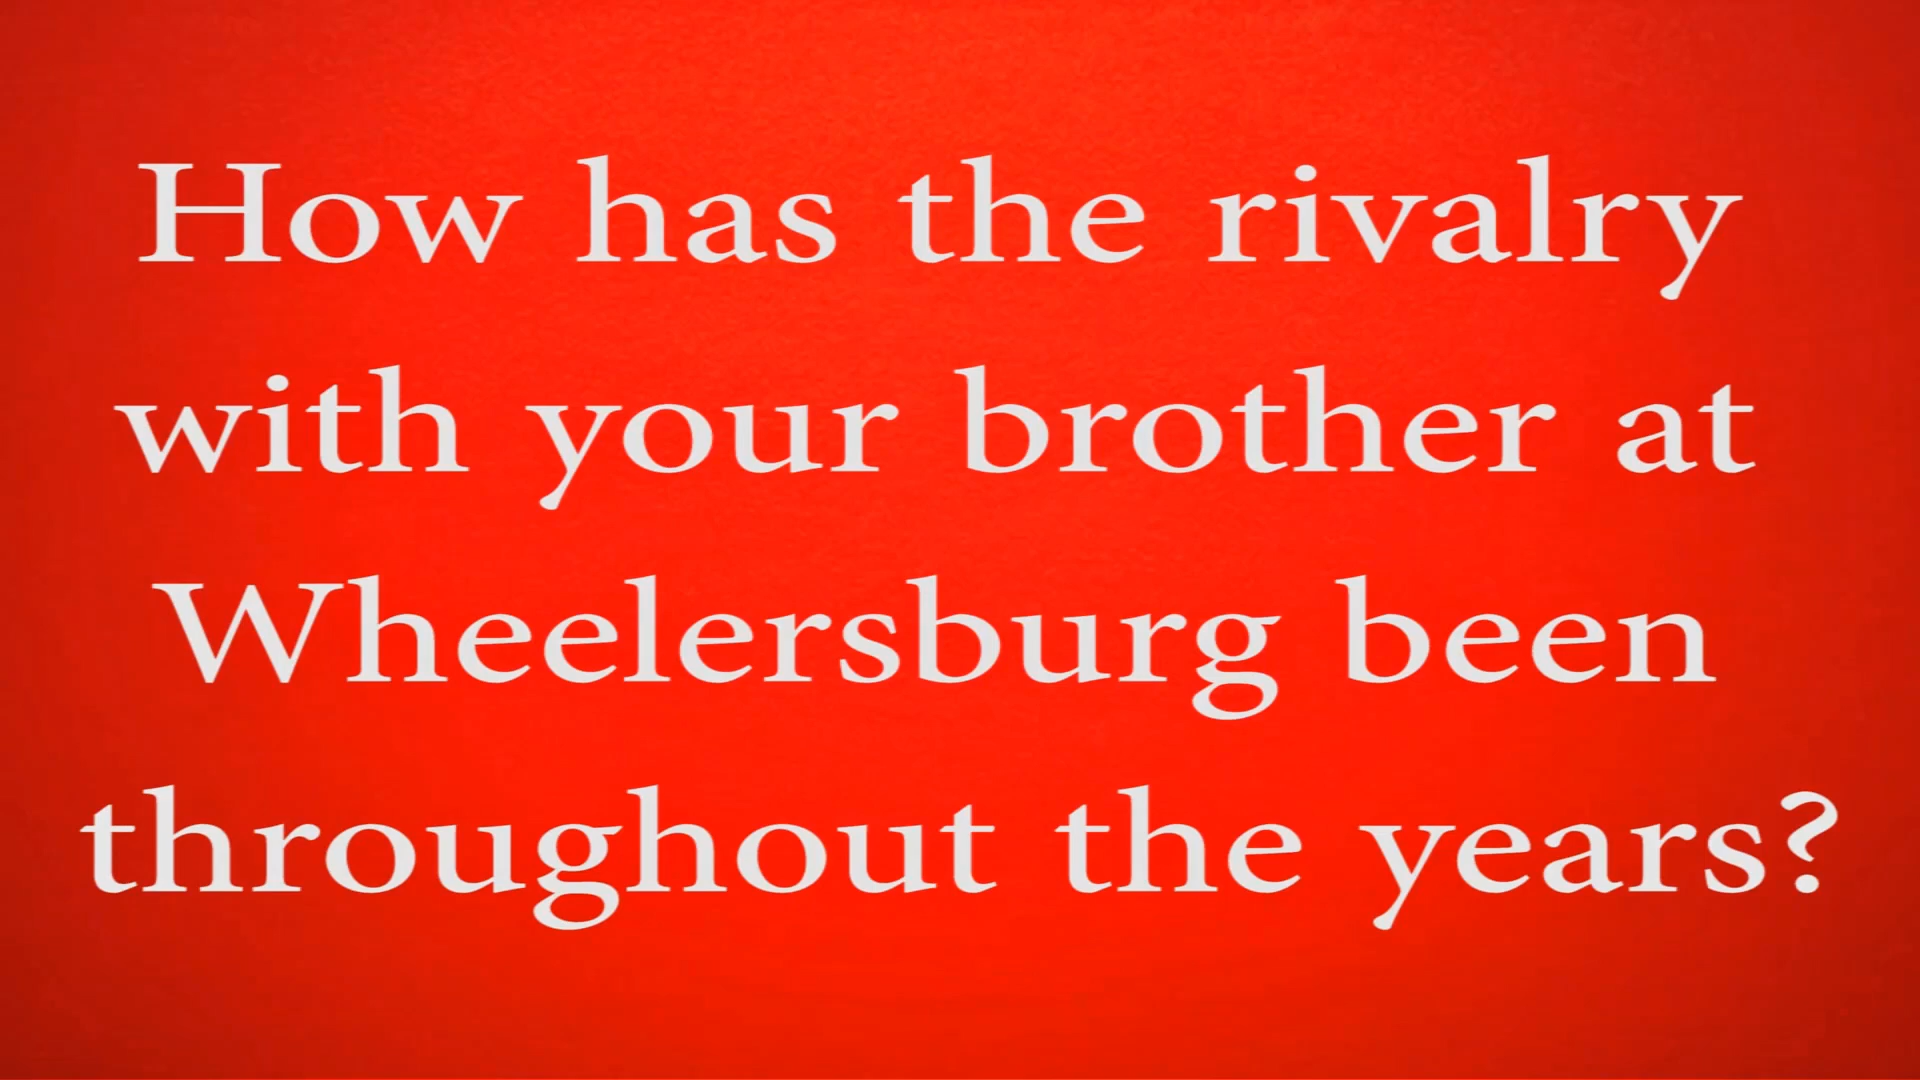 How has the rivalry
with your brother at
Wheelersburg been
throughout the years?